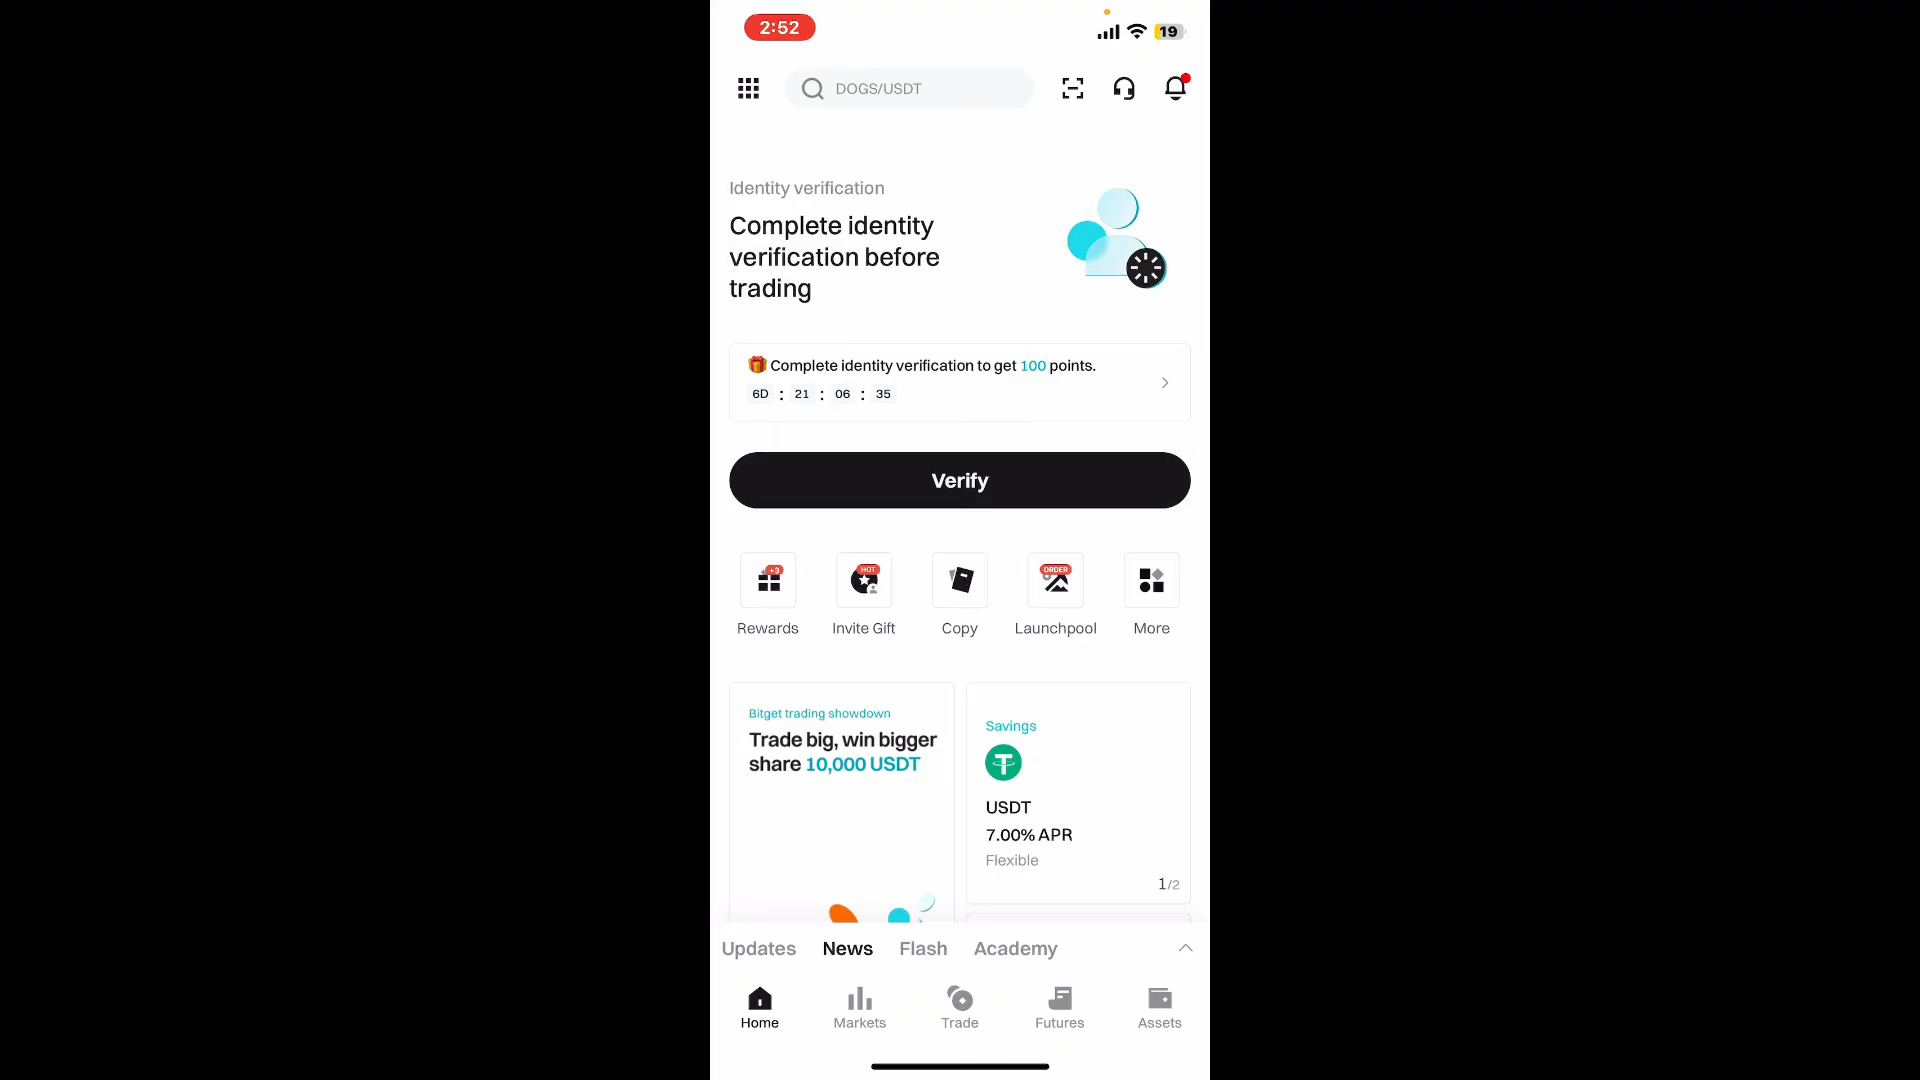 2:52
19
DOGS/USDT
Identity verification
Complete identity
verification before
trading
Complete identity verification to get 100 points.
6D : 21 : 06 : 35
Verify
+3
HOT
ORDER
Rewards
Invite Gift
Copy
Launchpool
More
Bitget trading showdown
Trade big, win bigger
share 10,000 USDT
Savings
USDT
7.00% APR
Flexible
1/2
Updates
News
Flash
Academy
Home
Markets
Trade
Futures
Assets